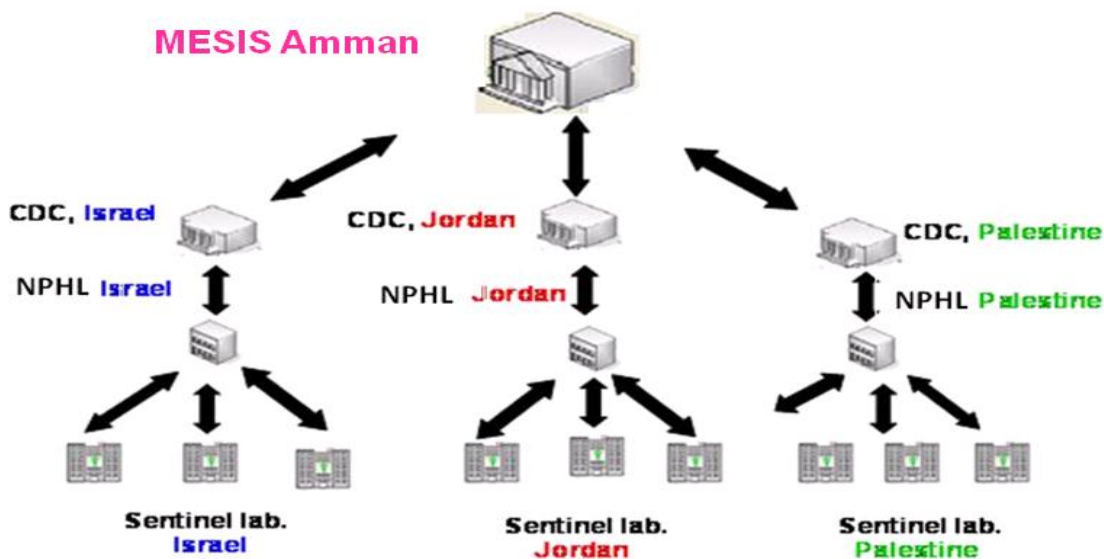 MESIS Amman
CDC, Israel
CDC, Jordan
CDC, Palestine
NPHL Israel
NPHL Jordan
NPHL Palestine
Sentinel lab.
Israel
Sentinel lab.
Jordan
Sentinel lab.
Palestine